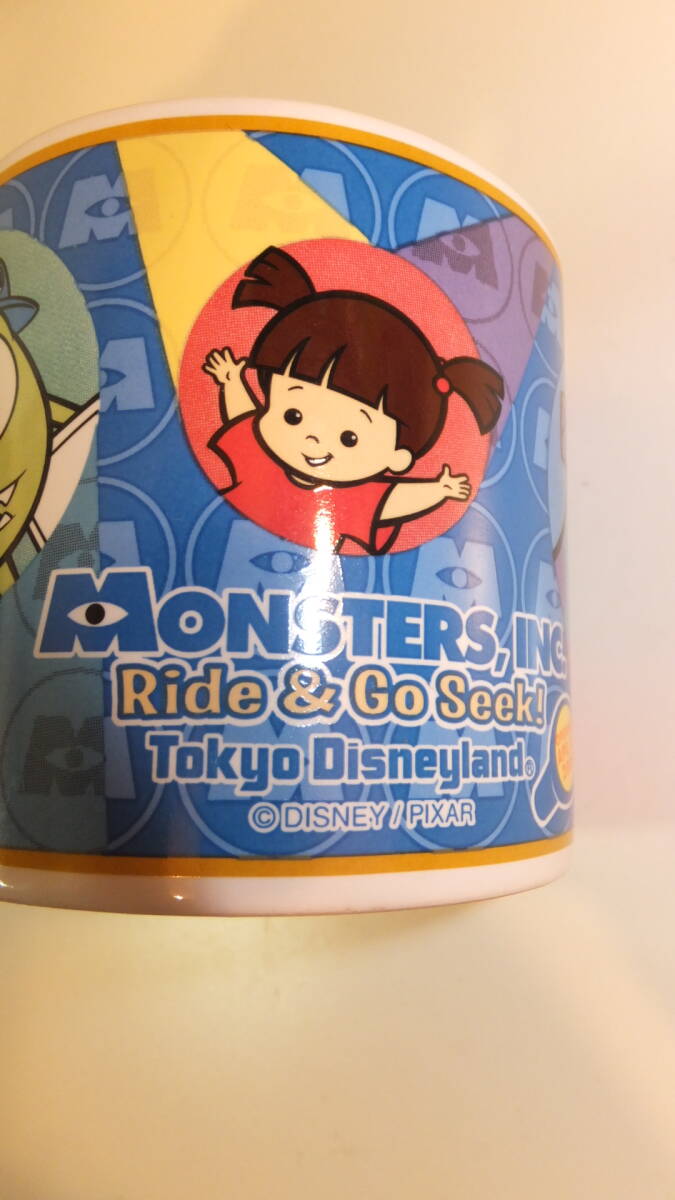 MONSTERS, INC.
Ride & Go Seek!
Tokyo Disneyland®
©DISNEY / PIXAR